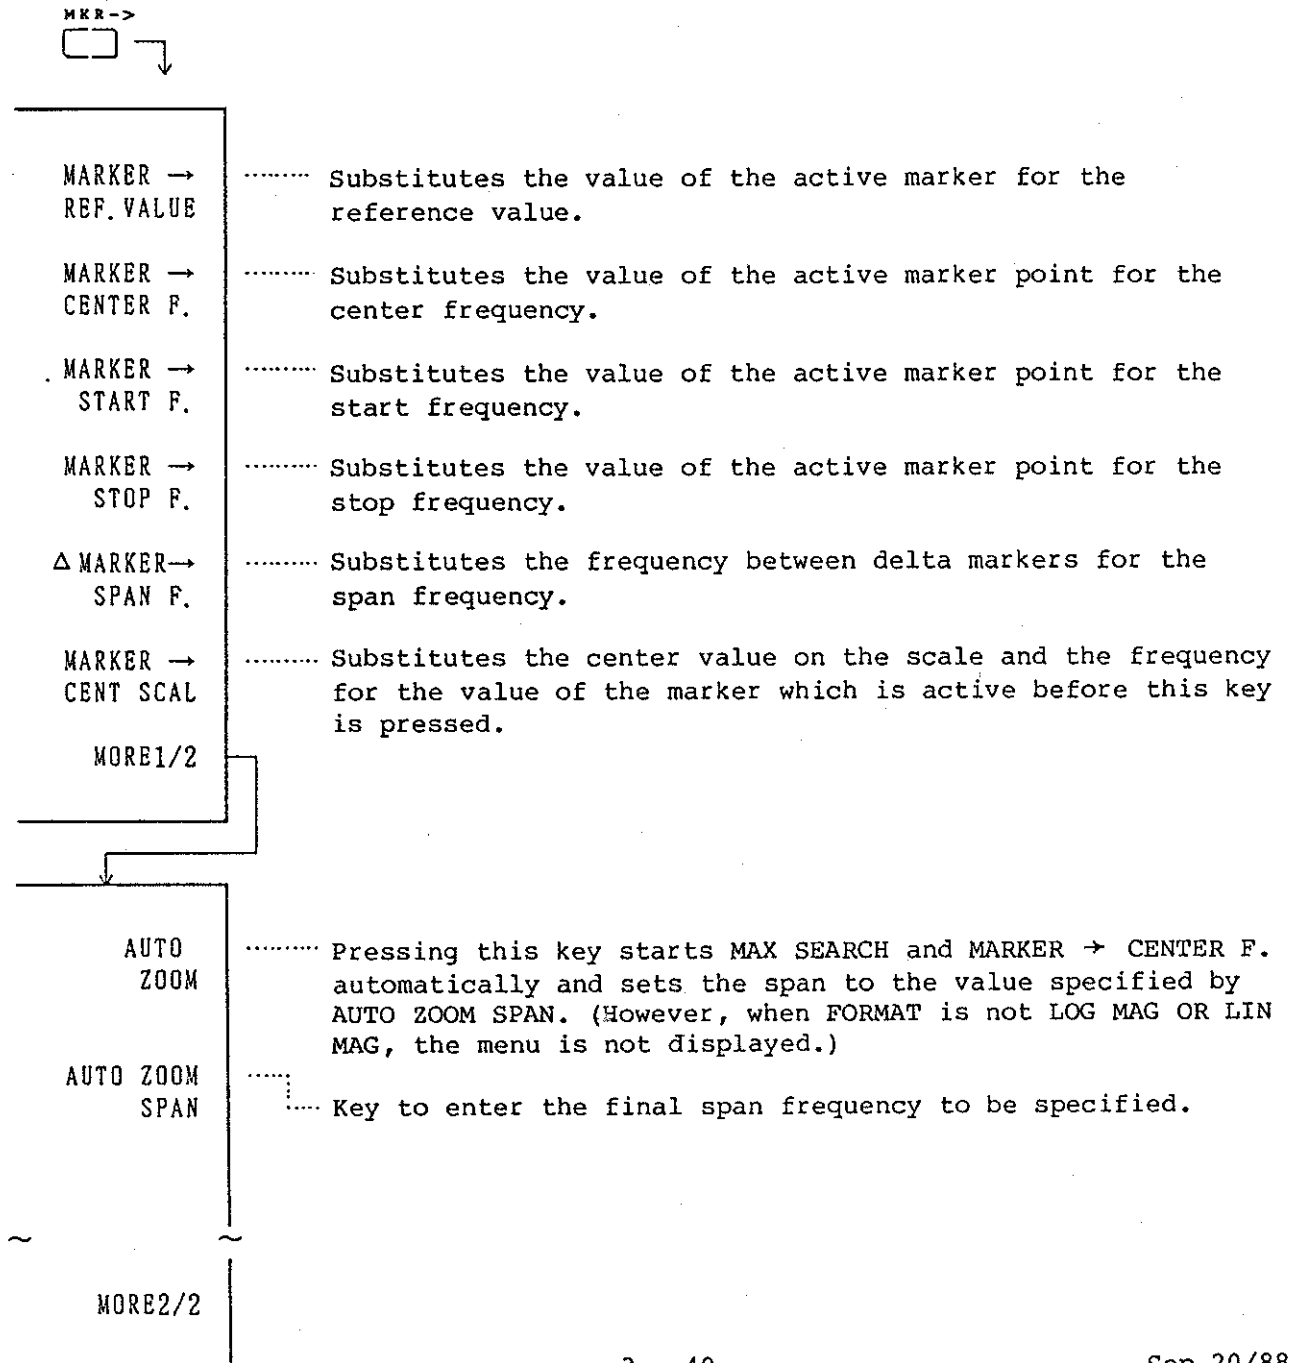 MKR->
MARKER → ········· Substitutes the value of the active marker for the
REF.VALUE reference value.
MARKER → ········· Substitutes the value of the active marker point for the
CENTER F. center frequency.
. MARKER → ········· Substitutes the value of the active marker point for the
START F. start frequency.
MARKER → ········· Substitutes the value of the active marker point for the
STOP F. stop frequency.
Δ MARKER→ ········· Substitutes the frequency between delta markers for the
SPAN F. span frequency.
MARKER → ········· Substitutes the center value on the scale and the frequency
CENT SCAL for the value of the marker which is active before this key
is pressed.
MORE1/2
AUTO ········· Pressing this key starts MAX SEARCH and MARKER → CENTER F.
ZOOM automatically and sets the span to the value specified by
AUTO ZOOM SPAN. (However, when FORMAT is not LOG MAG OR LIN
MAG, the menu is not displayed.)
AUTO ZOOM
SPAN Key to enter the final span frequency to be specified.
~ ~
MORE2/2
Sep 20/88